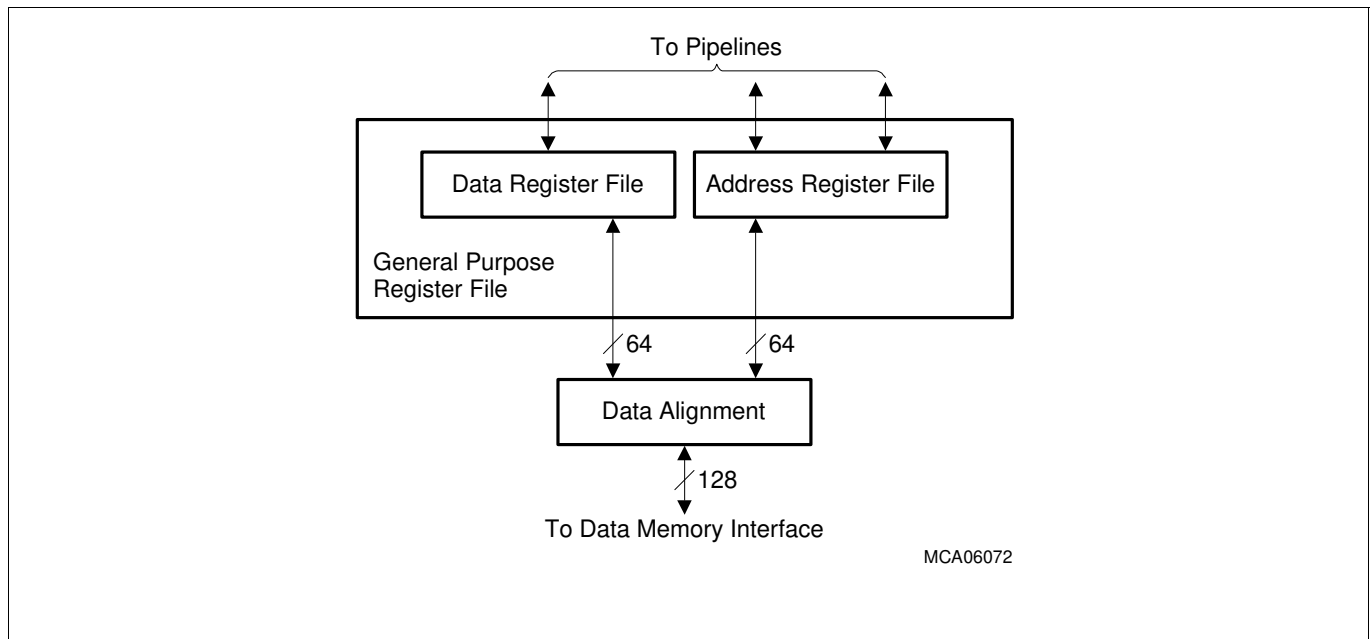 To Pipelines
Data Register File
Address Register File
General Purpose
Register File
64
64
Data Alignment
128
To Data Memory Interface
MCA06072